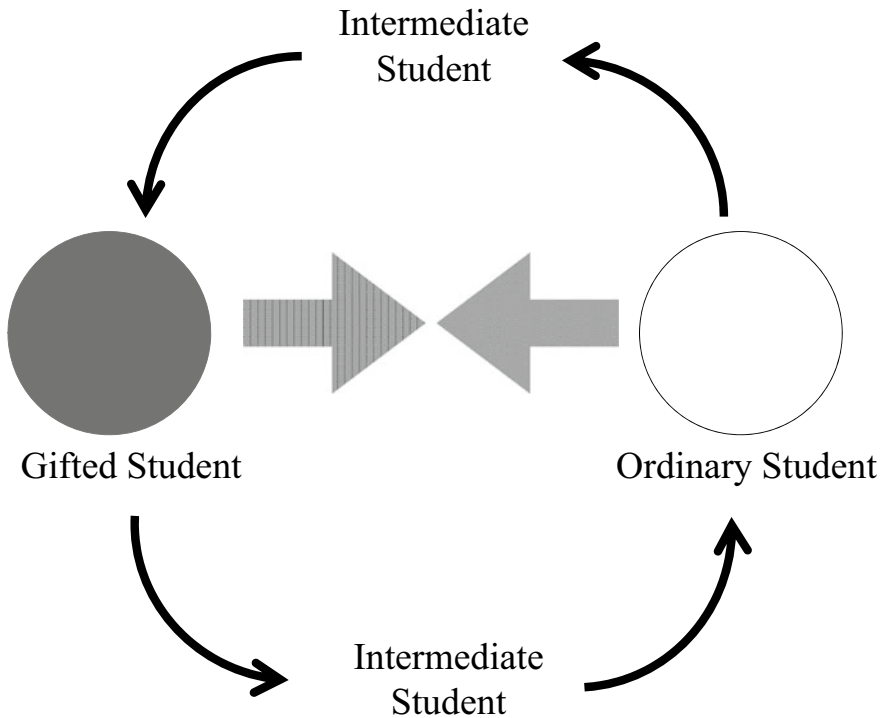 Intermediate
Student
Gifted Student
Ordinary Student
Intermediate
Student